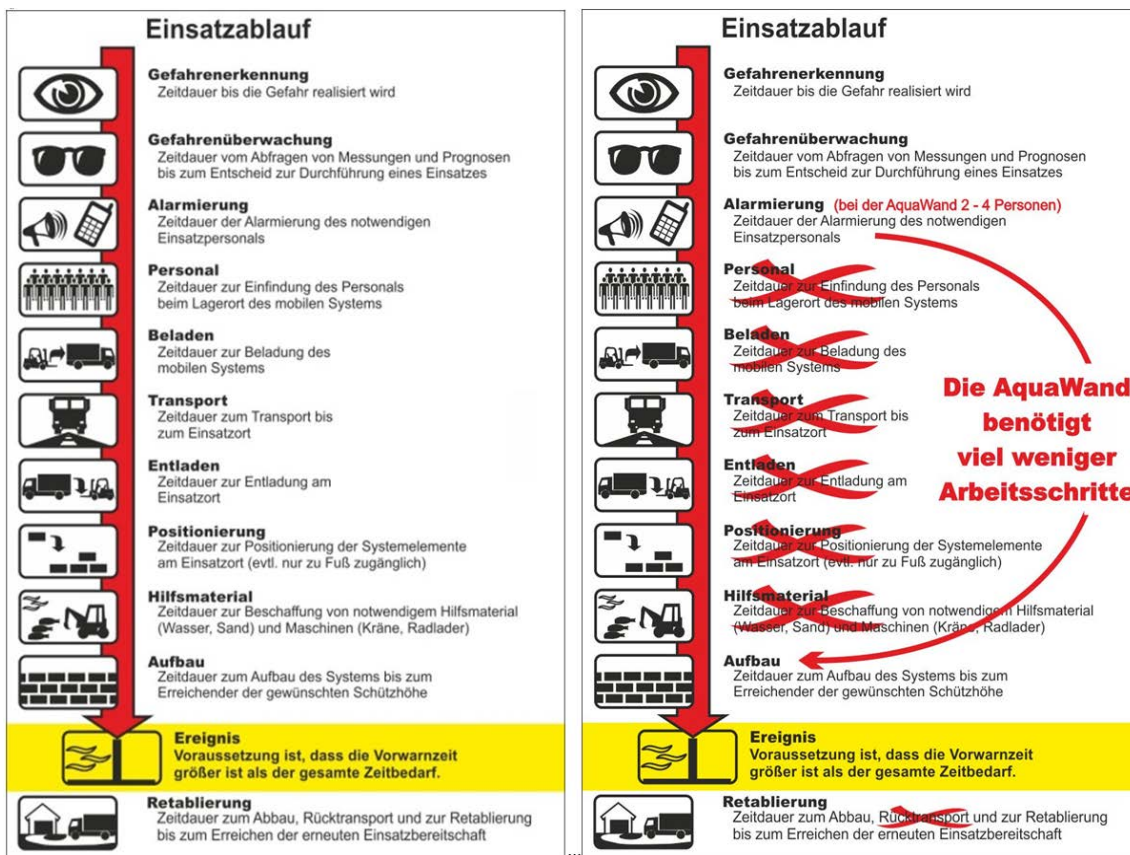 Einsatzablauf
Gefahrenerkennung
Zeitdauer bis die Gefahr realisiert wird
Gefahrenüberwachung
Zeitdauer vom Abfragen von Messungen und Prognosen
bis zum Entscheid zur Durchführung eines Einsatzes
Alarmierung
Zeitdauer der Alarmierung des notwendigen
Einsatzpersonals
Personal
Zeitdauer zur Einfindung des Personals
beim Lagerort des mobilen Systems
Beladen
Zeitdauer zur Beladung des
mobilen Systems
Transport
Zeitdauer zum Transport bis
zum Einsatzort
Entladen
Zeitdauer zur Entladung am
Einsatzort
Positionierung
Zeitdauer zur Positionierung der Systemelemente
am Einsatzort (evtl. nur zu Fuß zugänglich)
Hilfsmaterial
Zeitdauer zur Beschaffung von notwendigem Hilfsmaterial
(Wasser, Sand) und Maschinen (Kräne, Radlader)
Aufbau
Zeitdauer zum Aufbau des Systems bis zum
Erreichender der gewünschten Schützhöhe
Ereignis
Voraussetzung ist, dass die Vorwarnzeit
größer ist als der gesamte Zeitbedarf.
Retablierung
Zeitdauer zum Abbau, Rücktransport und zur Retablierung
bis zum Erreichen der erneuten Einsatzbereitschaft
...
Einsatzablauf
Gefahrenerkennung
Zeitdauer bis die Gefahr realisiert wird
Gefahrenüberwachung
Zeitdauer vom Abfragen von Messungen und Prognosen
bis zum Entscheid zur Durchführung eines Einsatzes
Alarmierung (bei der AquaWand 2 - 4 Personen)
Zeitdauer der Alarmierung des notwendigen
Einsatzpersonals
Personal
Zeitdauer zur Einfindung des Personals
beim Lagerort des mobilen Systems
Beladen
Zeitdauer zur Beladung des
mobilen Systems
Transport
Zeitdauer zum Transport bis
zum Einsatzort
Entladen
Zeitdauer zur Entladung am
Einsatzort
Positionierung
Zeitdauer zur Positionierung der Systemelemente
am Einsatzort (evtl. nur zu Fuß zugänglich)
Hilfsmaterial
Zeitdauer zur Beschaffung von notwendigem Hilfsmaterial
(Wasser, Sand) und Maschinen (Kräne, Radlader)
Aufbau
Zeitdauer zum Aufbau des Systems bis zum
Erreichender der gewünschten Schützhöhe
Die AquaWand
benötigt
viel weniger
Arbeitsschritte
Ereignis
Voraussetzung ist, dass die Vorwarnzeit
größer ist als der gesamte Zeitbedarf.
Retablierung
Zeitdauer zum Abbau, Rücktransport und zur Retablierung
bis zum Erreichen der erneuten Einsatzbereitschaft